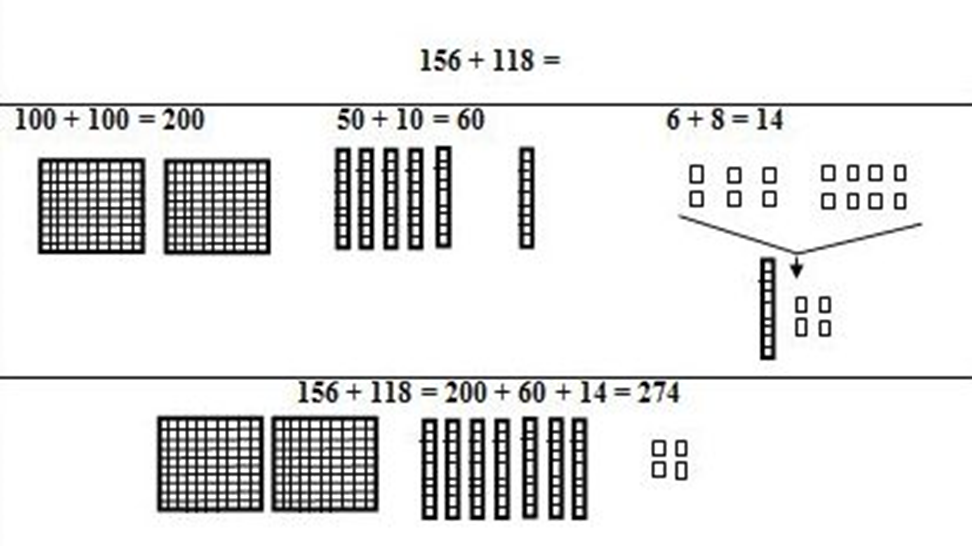 156 + 118 =
100 + 100 = 200
50 + 10 = 60
6 + 8 = 14
156 + 118 = 200 + 60 + 14 = 274